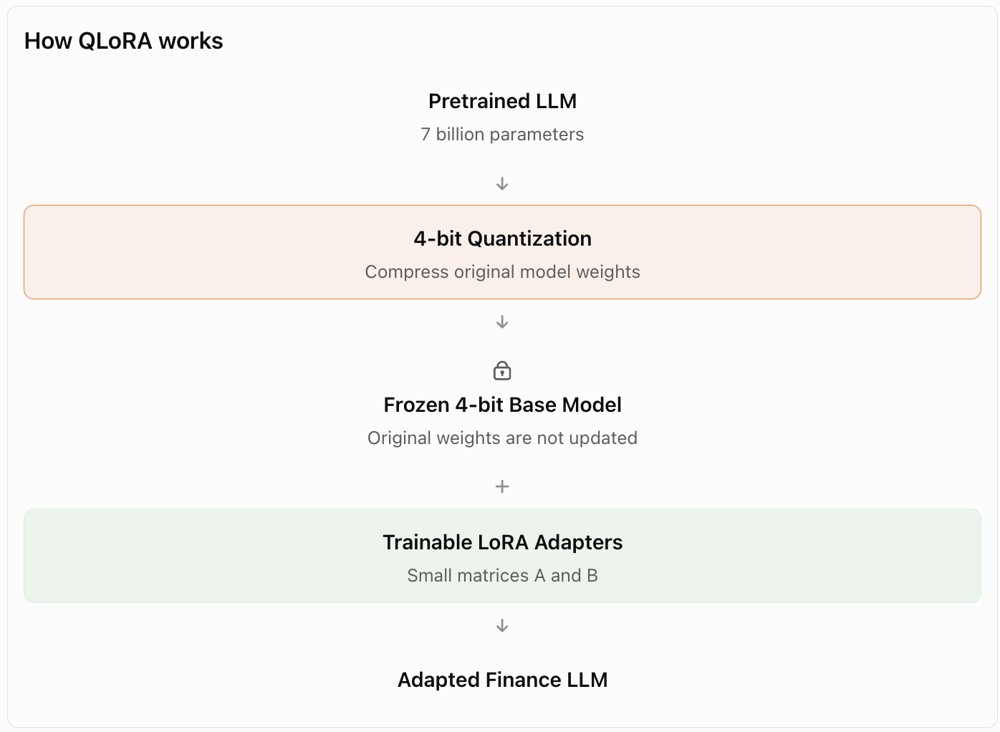 How QLoRA works
Pretrained LLM
7 billion parameters
↓
4-bit Quantization
Compress original model weights
↓
Frozen 4-bit Base Model
Original weights are not updated
+
Trainable LoRA Adapters
Small matrices A and B
↓
Adapted Finance LLM